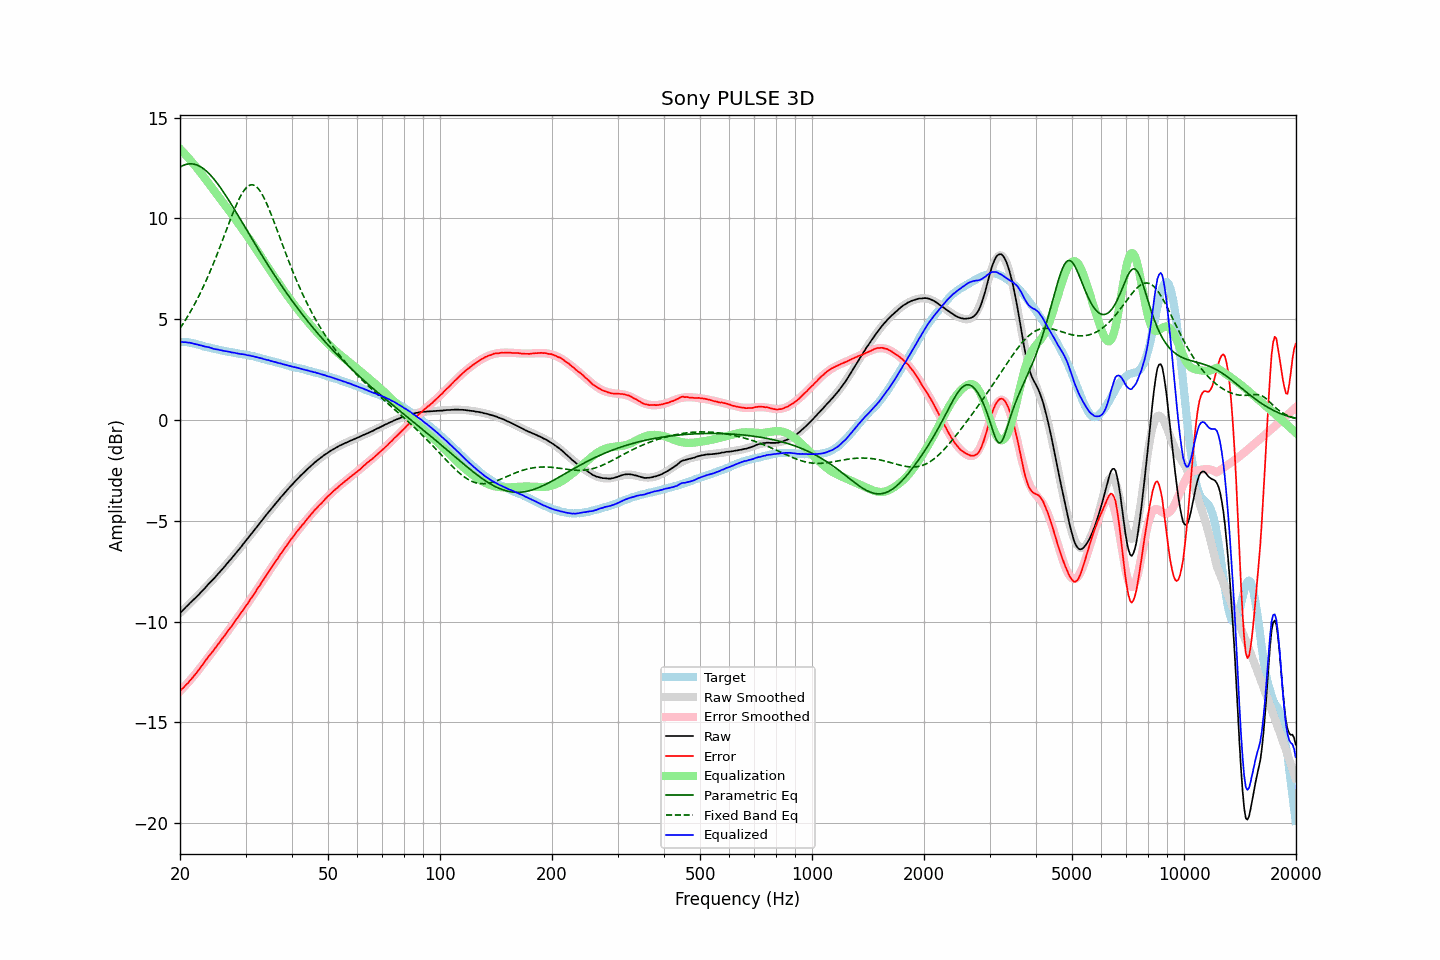 Sony PULSE 3D
15
10
5
0
−5
−10
−15
−20
Amplitude (dBr)
20 50 100 200 500 1000 2000 5000 10000 20000
Frequency (Hz)
Target
Raw Smoothed
Error Smoothed
Raw
Error
Equalization
Parametric Eq
Fixed Band Eq
Equalized